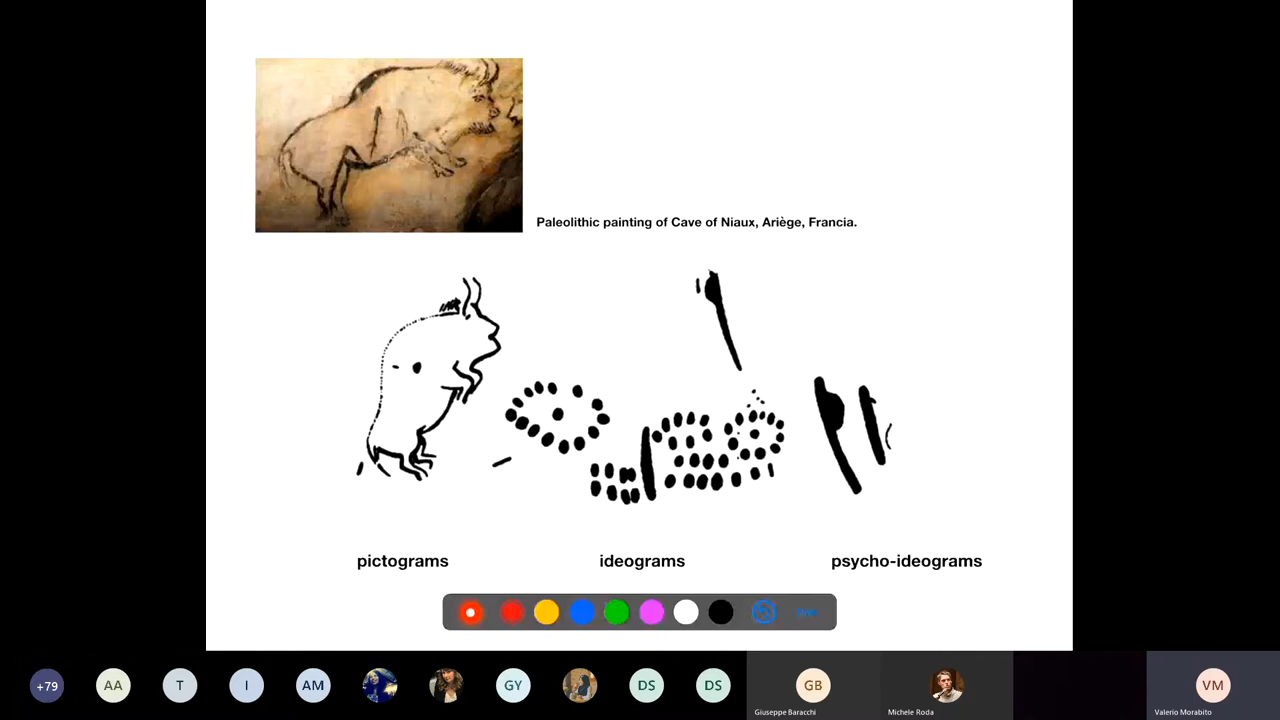 Paleolithic painting of Cave of Niaux, Ariège, Francia.
pictograms
ideograms
psycho-ideograms
+79
AA
T
I
AM
GY
DS
DS
GB
Giuseppe Baracchi
Michele Roda
VM
Valerio Morabito